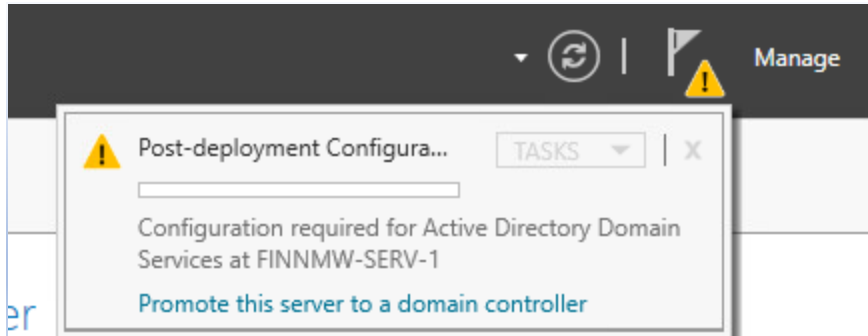 Manage
Post-deployment Configura...
TASKS
X
Configuration required for Active Directory Domain
Services at FINNMW-SERV-1
Promote this server to a domain controller
er